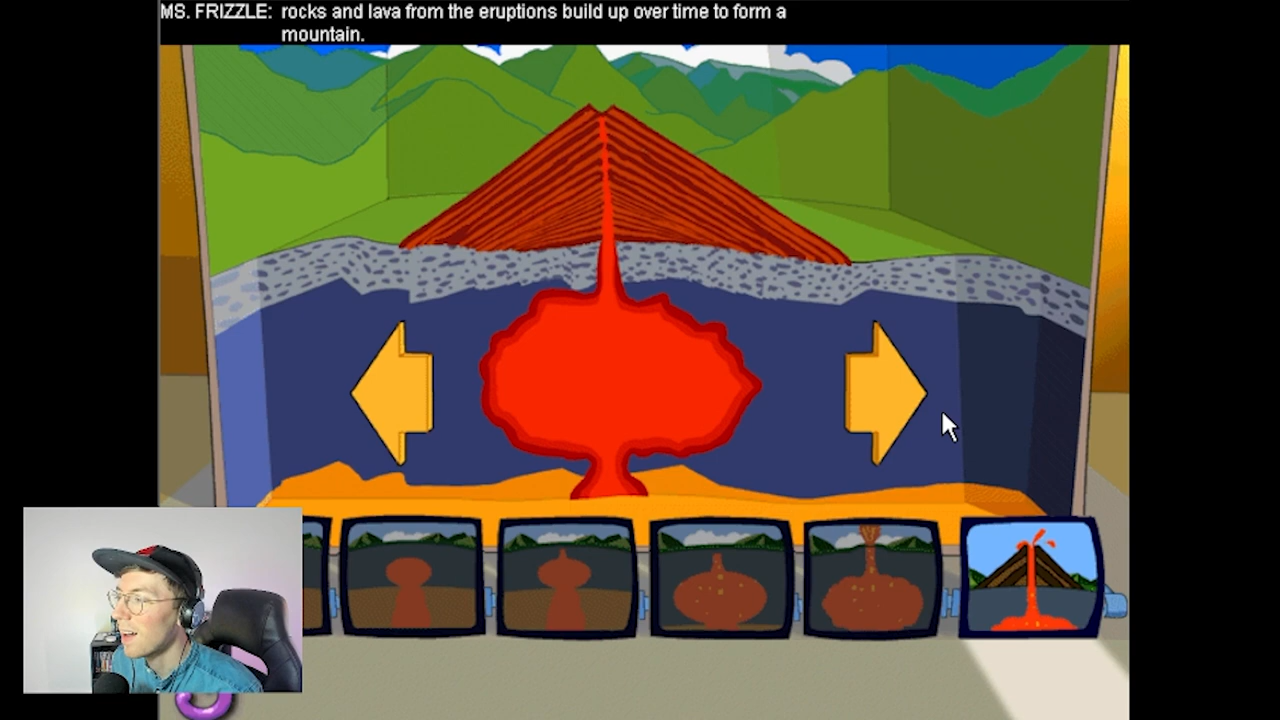 MS. FRIZZLE: rocks and lava from the eruptions build up over time to form a
mountain.